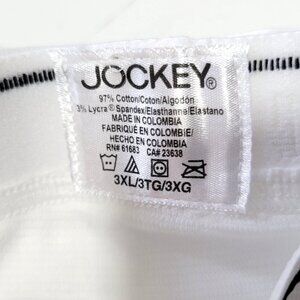 JOCKEY®
97% Cotton/Coton/Algodón
3% Lycra® Spandex/Elasthanne/Elastano
MADE IN COLOMBIA
FABRIQUÉ EN COLOMBIE/
HECHO EN COLOMBIA
RN# 61683 CA# 23638
3XL/3TG/3XG